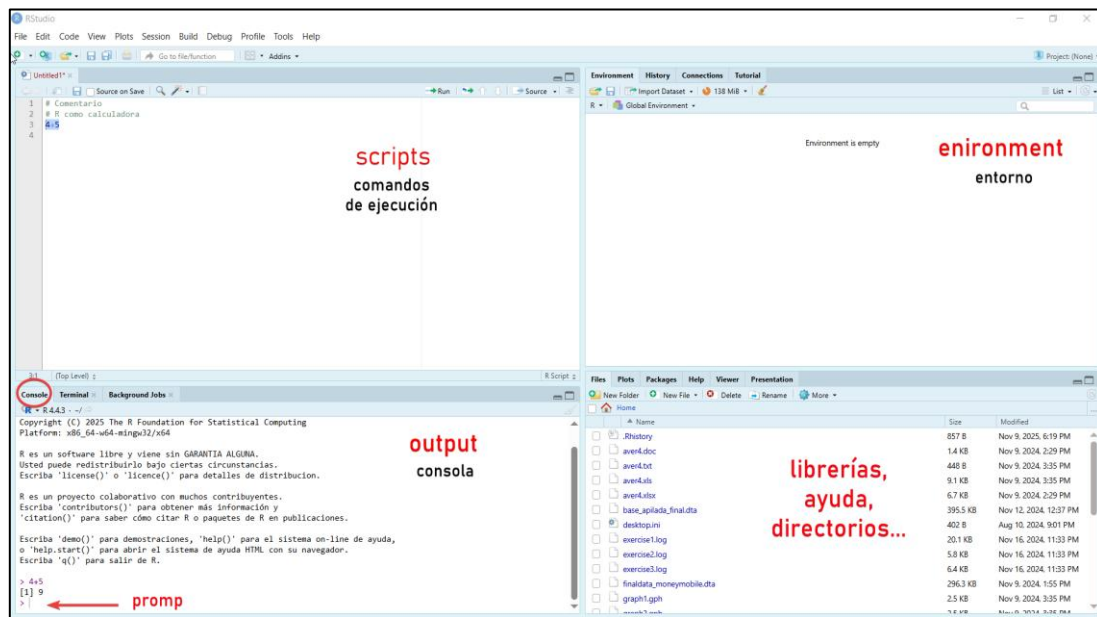 RStudio
File Edit Code View Plots Session Build Debug Profile Tools Help
Go to file/function Addins
Project: (None)
Untitled1*
Source on Save Run Source
1 # Comentario
2 # R como calculadora
3 4+5
4
scripts
comandos
de ejecución
3:1 (Top Level) R Script
Console Terminal Background Jobs
R 4.4.3 · ~/
Copyright (C) 2025 The R Foundation for Statistical Computing
Platform: x86_64-w64-mingw32/x64
R es un software libre y viene sin GARANTIA ALGUNA.
Usted puede redistribuirlo bajo ciertas circunstancias.
Escriba 'license()' o 'licence()' para detalles de distribucion.
R es un proyecto colaborativo con muchos contribuyentes.
Escriba 'contributors()' para obtener más información y
'citation()' para saber cómo citar R o paquetes de R en publicaciones.
Escriba 'demo()' para demostraciones, 'help()' para el sistema on-line de ayuda,
o 'help.start()' para abrir el sistema de ayuda HTML con su navegador.
Escriba 'q()' para salir de R.
> 4+5
[1] 9
>
promp
output
consola
Environment History Connections Tutorial
Import Dataset 138 MiB List
R Global Environment
Environment is empty
enironment
entorno
Files Plots Packages Help Viewer Presentation
New Folder New File Delete Rename More
Home
Name Size Modified
.Rhistory 857 B Nov 9, 2025, 6:19 PM
aver4.doc 1.4 KB Nov 9, 2024, 2:29 PM
aver4.txt 448 B Nov 9, 2024, 3:35 PM
aver4.xls 9.1 KB Nov 9, 2024, 3:35 PM
aver4.xlsx 6.7 KB Nov 9, 2024, 2:29 PM
base_apilada_final.dta 395.5 KB Nov 12, 2024, 12:37 PM
desktop.ini 402 B Aug 10, 2024, 9:01 PM
exercise1.log 20.1 KB Nov 16, 2024, 11:33 PM
exercise2.log 5.8 KB Nov 16, 2024, 11:33 PM
exercise3.log 6.4 KB Nov 16, 2024, 11:33 PM
finaldata_moneymobile.dta 296.3 KB Nov 9, 2024, 1:55 PM
graph1.gph 2.5 KB Nov 9, 2024, 3:35 PM
graph2.gph 2.5 KB Nov 9, 2024, 3:35 PM
librerías,
ayuda,
directorios...